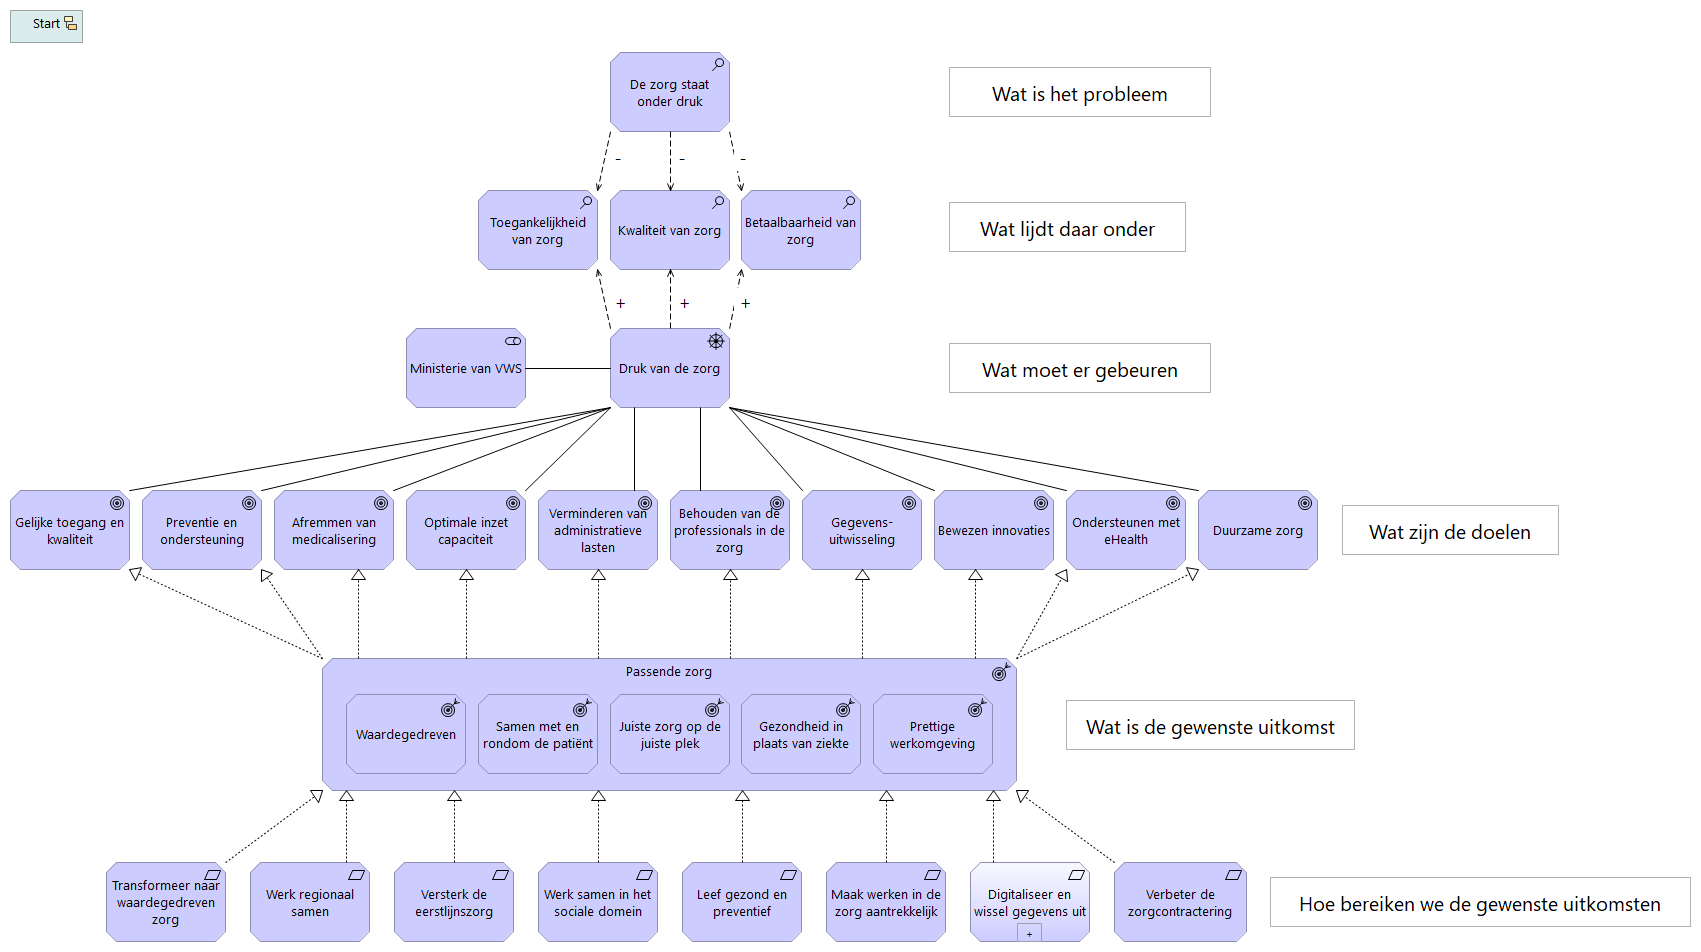 Start
De zorg staat
onder druk
Wat is het probleem
-
-
-
Toegankelijkheid
van zorg
Kwaliteit van zorg
Betaalbaarheid van
zorg
Wat lijdt daar onder
+
+
+
Ministerie van VWS
Druk van de zorg
Wat moet er gebeuren
Gelijke toegang en
kwaliteit
Preventie en
ondersteuning
Afremmen van
medicalisering
Optimale inzet
capaciteit
Verminderen van
administratieve
lasten
Behouden van de
professionals in de
zorg
Gegevens-
uitwisseling
Bewezen innovaties
Ondersteunen met
eHealth
Duurzame zorg
Wat zijn de doelen
Passende zorg
Waardegedreven
Samen met en
rondom de patiënt
Juiste zorg op de
juiste plek
Gezondheid in
plaats van ziekte
Prettige
werkomgeving
Wat is de gewenste uitkomst
Transformeer naar
waardegedreven
zorg
Werk regionaal
samen
Versterk de
eerstlijnszorg
Werk samen in het
sociale domein
Leef gezond en
preventief
Maak werken in de
zorg aantrekkelijk
Digitaliseer en
wissel gegevens uit
+
Verbeter de
zorgcontractering
Hoe bereiken we de gewenste uitkomsten